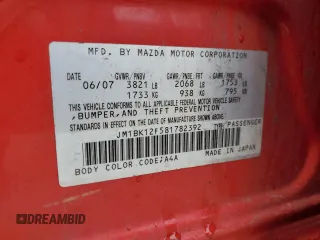 MFD. BY MAZDA MOTOR CORPORATION
GVWR/PNBV GAWR/PNBE FRT GAWR/PNBE RR
06/07 3821 LB 2068 LB 1753 LB
1733 KG 938 KG 795 KG
THIS VEHICLE CONFORMS TO ALL APPLICABLE
FEDERAL MOTOR VEHICLE SAFETY
,BUMPER,AND THEFT PREVENTION STANDARDS
IN EFFECT ON THE DATE OF MANUFACTURE
SHOWN ABOVE.
JM1BK12F581782392 TYPE:PASSENGER
BODY COLOR CODE:A4A MADE IN JAPAN
DREAMBID